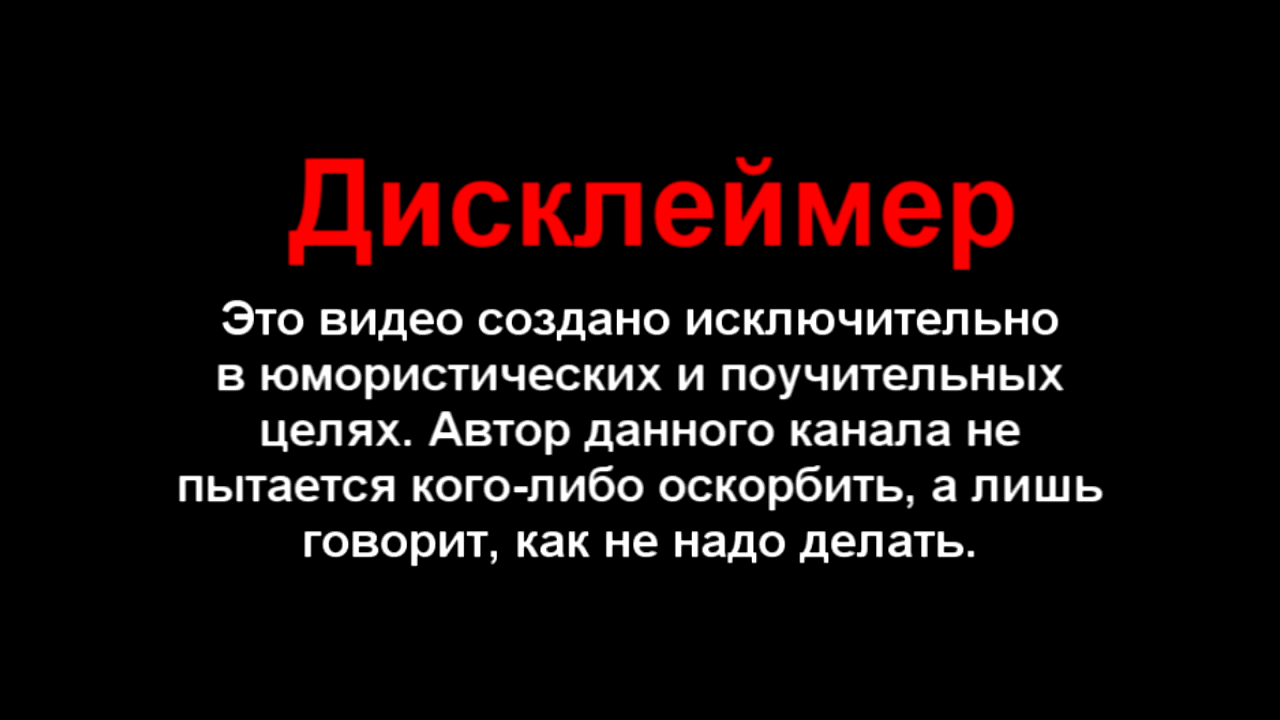 Дисклеймер
Это видео создано исключительно
в юмористических и поучительных
целях. Автор данного канала не
пытается кого-либо оскорбить, а лишь
говорит, как не надо делать.